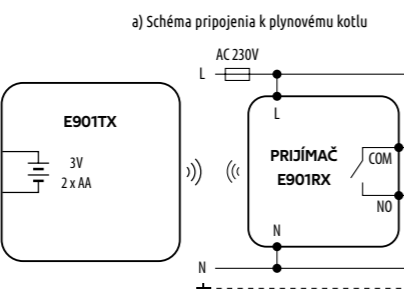 a) Schéma pripojenia k plynovému kotlu
AC 230V
L
E901TX
3V
2 x AA
L
PRIJÍMAČ
E901RX
COM
NO
N
N